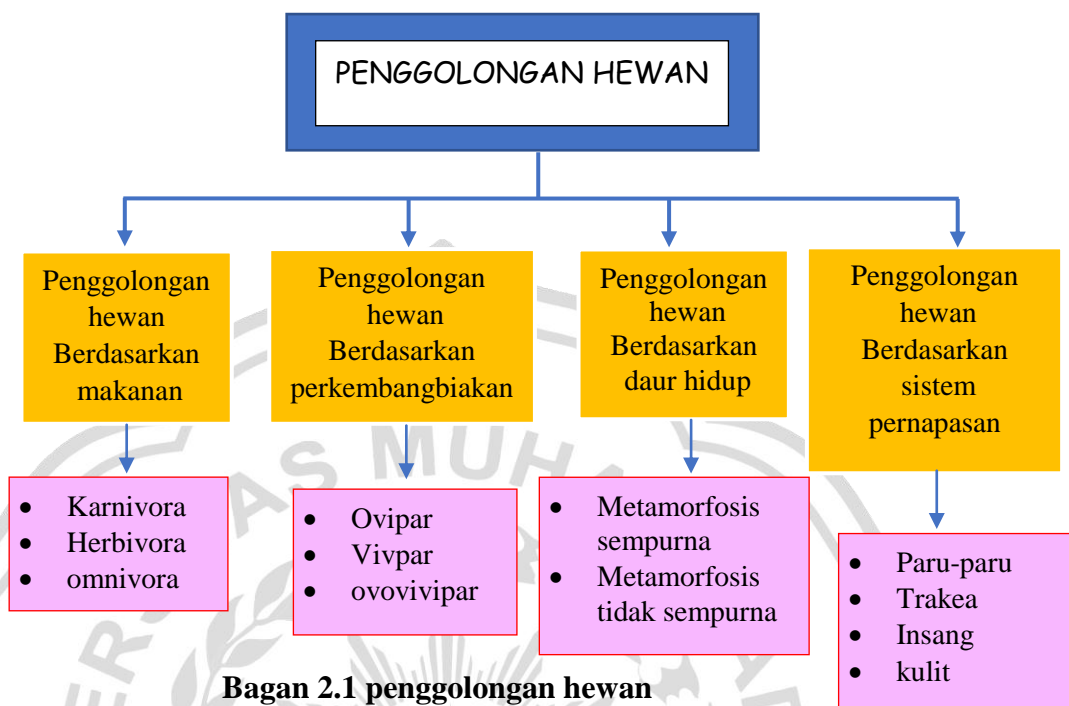 PENGGOLONGAN HEWAN
Penggolongan
hewan
Berdasarkan
makanan
Penggolongan
hewan
Berdasarkan
perkembangbiakan
Penggolongan
hewan
Berdasarkan
daur hidup
Penggolongan
hewan
Berdasarkan
sistem
pernapasan
• Karnivora
• Herbivora
• omnivora
• Ovipar
• Vivpar
• ovovivipar
• Metamorfosis
sempurna
• Metamorfosis
tidak sempurna
• Paru-paru
• Trakea
• Insang
• kulit
Bagan 2.1 penggolongan hewan